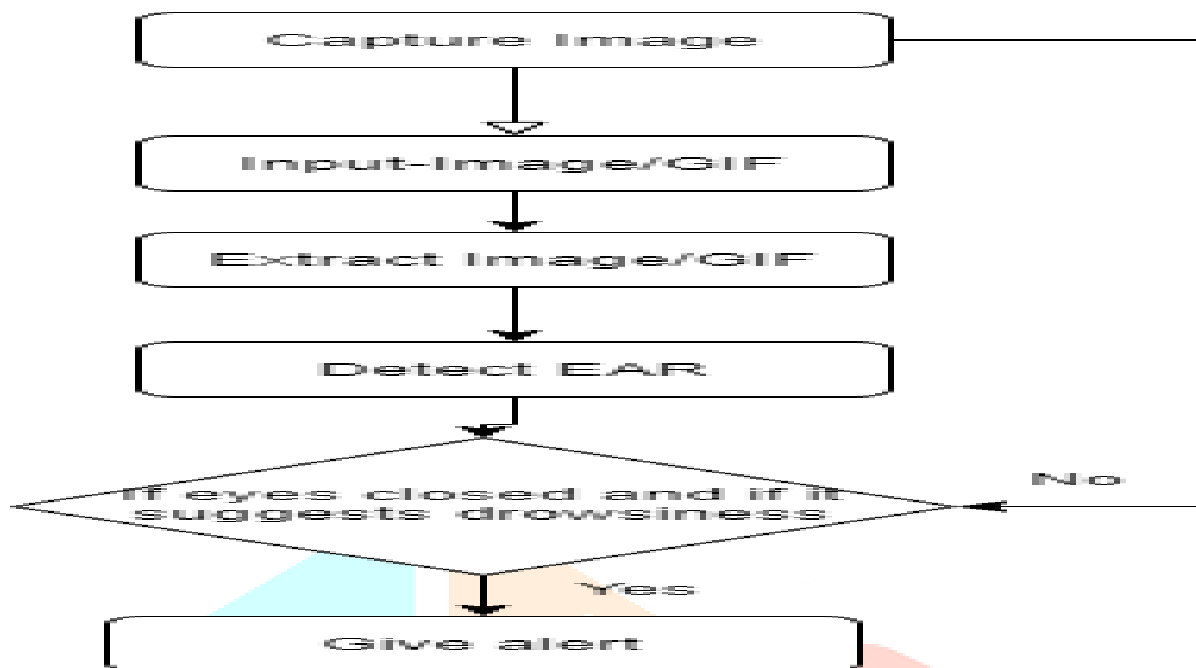 Capture Image
Input-Image/GIF
Extract Image/GIF
Detect EAR
If eyes closed and if it
suggests drowsiness
No
Yes
Give alert